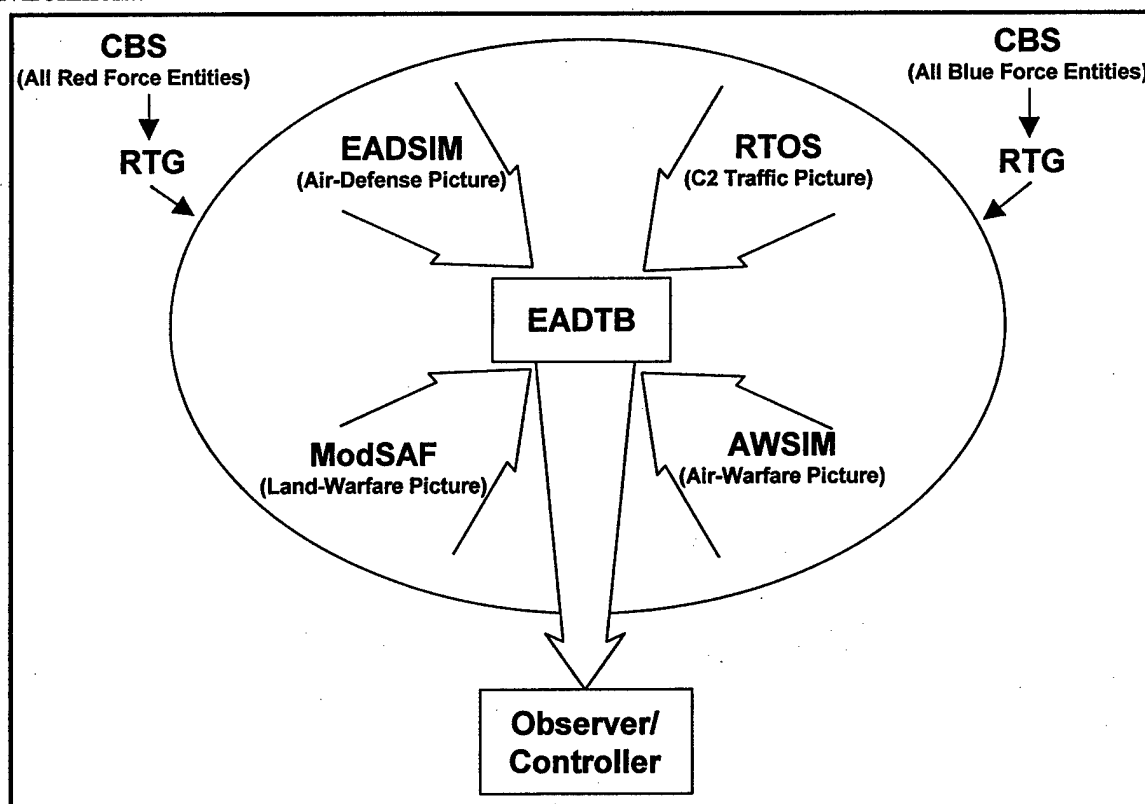 CBS
(All Red Force Entities)
RTG
CBS
(All Blue Force Entities)
RTG
EADSIM
(Air-Defense Picture)
RTOS
(C2 Traffic Picture)
EADTB
ModSAF
(Land-Warfare Picture)
AWSIM
(Air-Warfare Picture)
Observer/
Controller